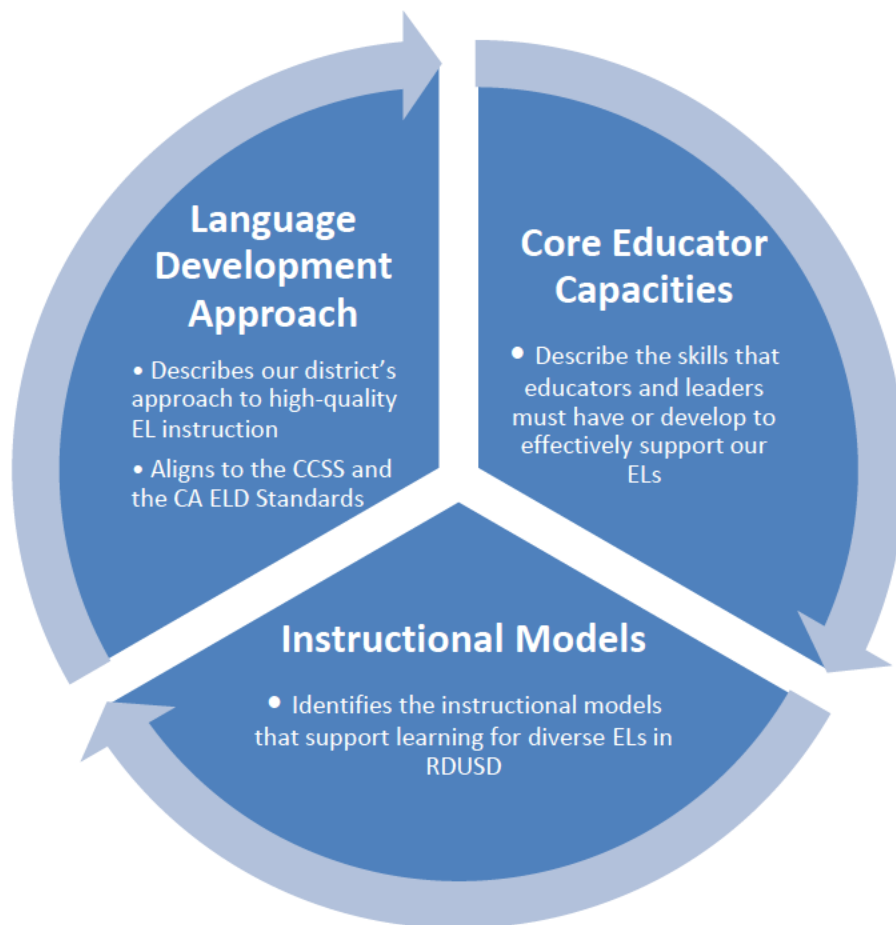 Language
Development
Approach
• Describes our district’s
approach to high-quality
EL instruction
• Aligns to the CCSS and
the CA ELD Standards
Core Educator
Capacities
• Describe the skills that
educators and leaders
must have or develop to
effectively support our
ELs
Instructional Models
• Identifies the instructional models
that support learning for diverse ELs in
RDUSD